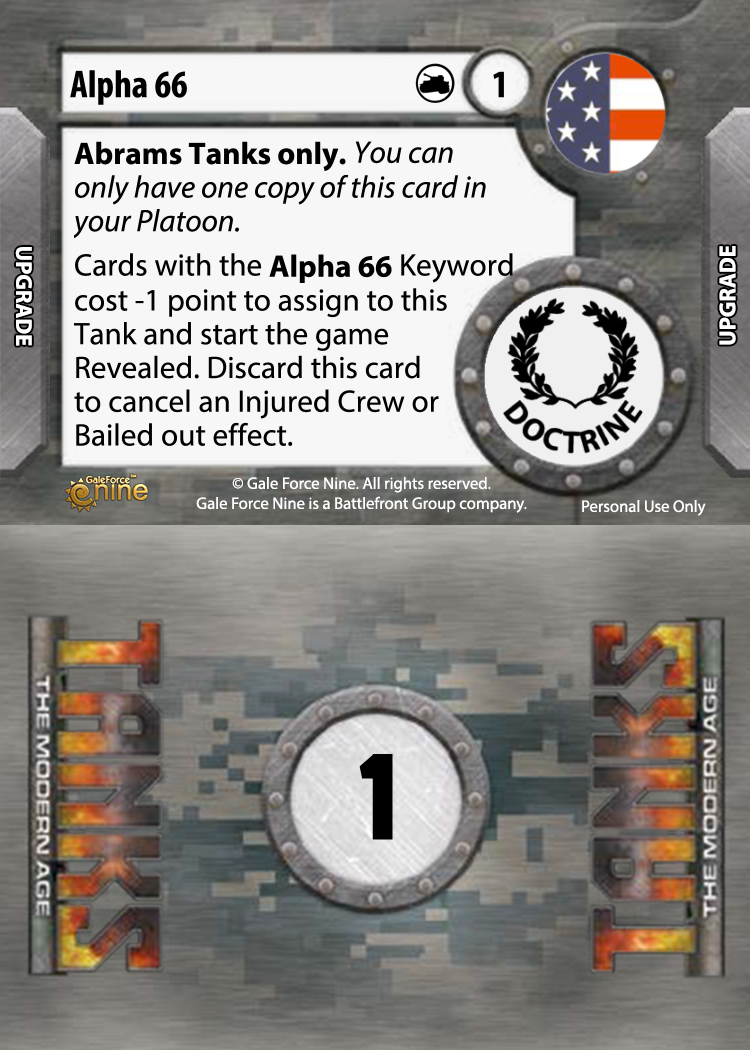 Alpha 66
1
Abrams Tanks only. You can
only have one copy of this card in
your Platoon.
Cards with the Alpha 66 Keyword
cost -1 point to assign to this
Tank and start the game
Revealed. Discard this card
to cancel an Injured Crew or
Bailed out effect.
UPGRADE
UPGRADE
DOCTRINE
GaleForce™
nine
© Gale Force Nine. All rights reserved.
Gale Force Nine is a Battlefront Group company.
Personal Use Only
TANKS
THE MODERN AGE
1
TANKS
THE MODERN AGE